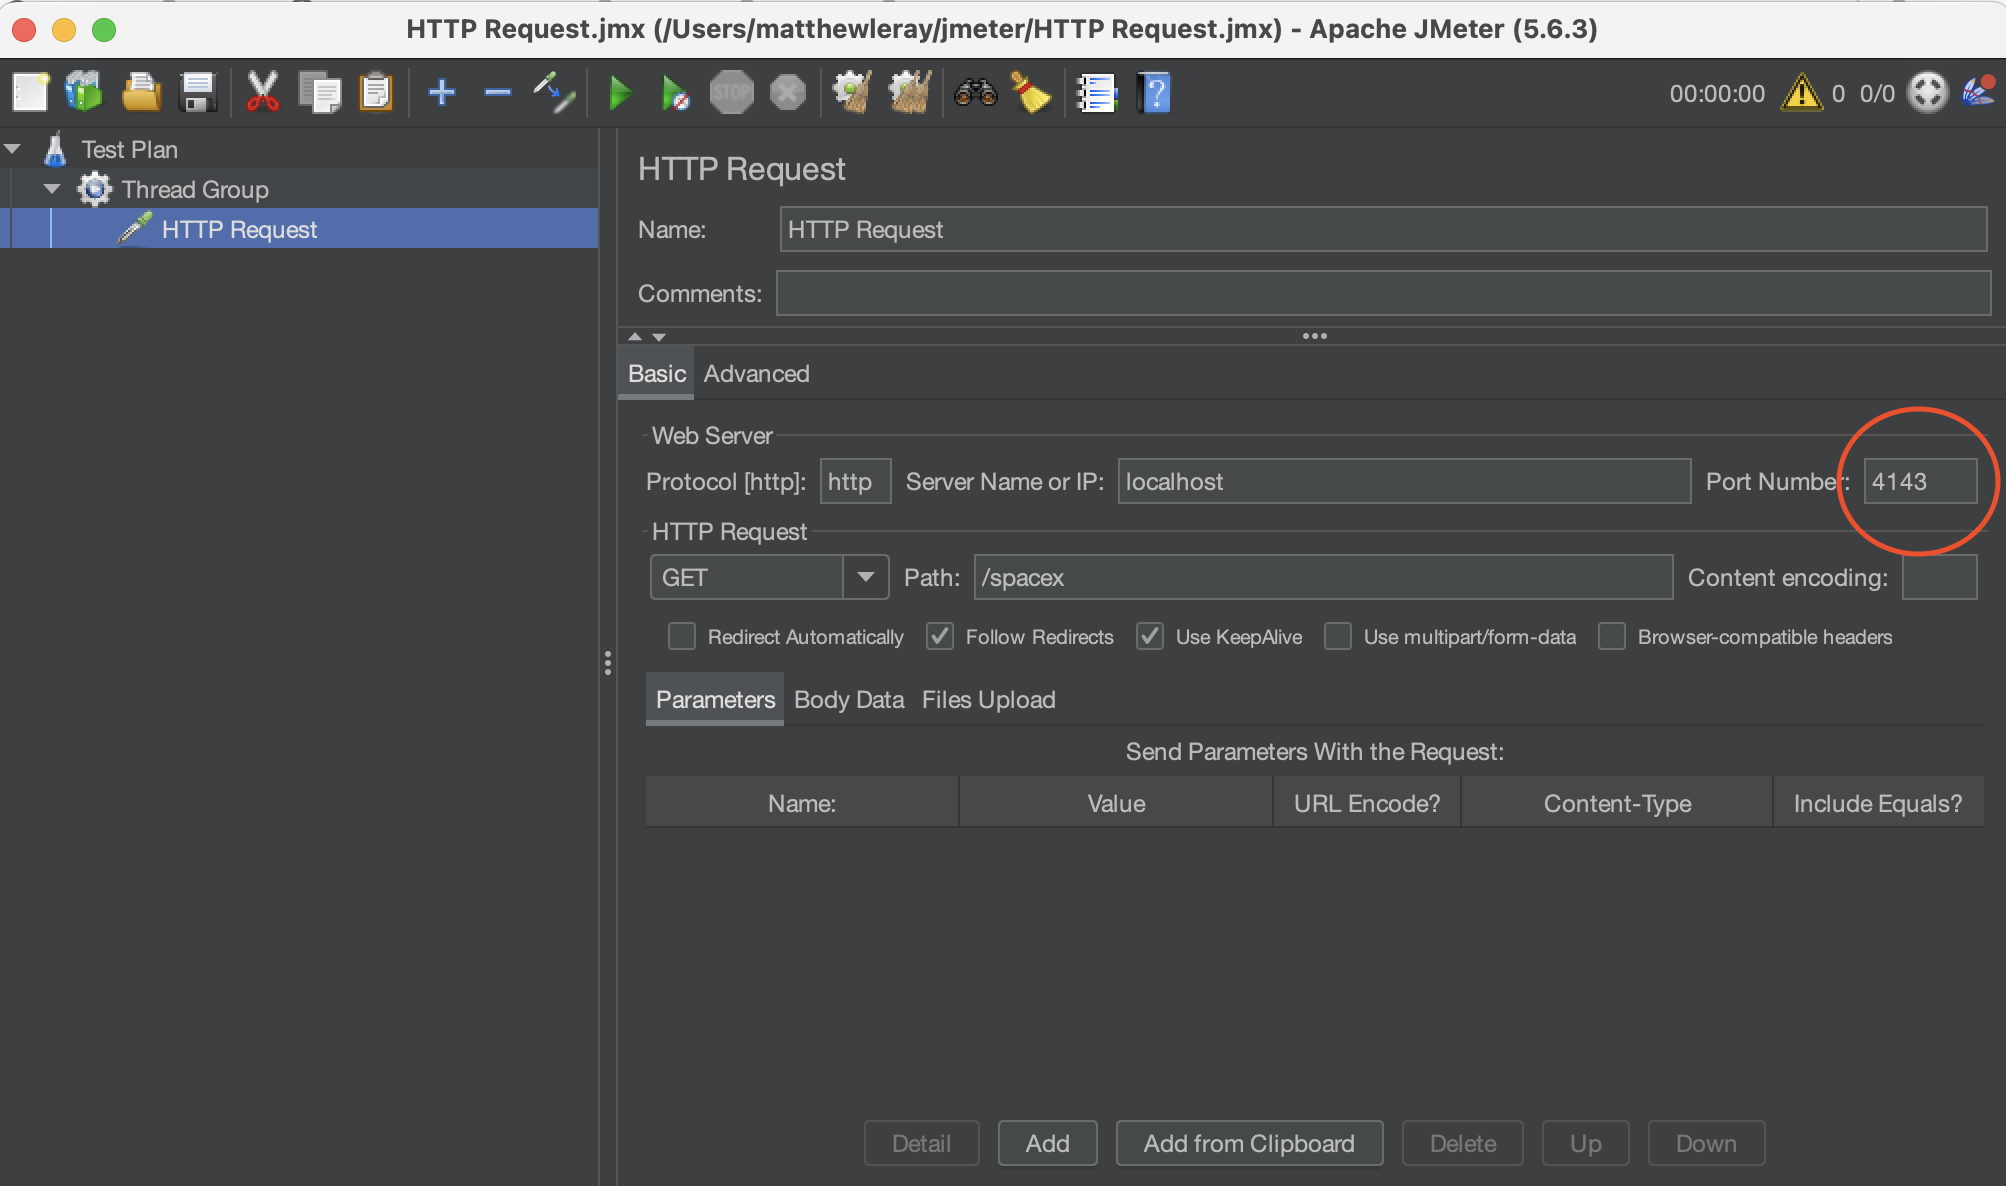 HTTP Request.jmx (/Users/matthewleray/jmeter/HTTP Request.jmx) - Apache JMeter (5.6.3)
STOP
00:00:00 0 0/0
Test Plan
Thread Group
HTTP Request
HTTP Request
Name: HTTP Request
Comments:
Basic Advanced
Web Server
Protocol [http]: http Server Name or IP: localhost Port Number: 4143
HTTP Request
GET Path: /spacex Content encoding:
Redirect Automatically Follow Redirects Use KeepAlive Use multipart/form-data Browser-compatible headers
Parameters Body Data Files Upload
Send Parameters With the Request:
Name: Value URL Encode? Content-Type Include Equals?
Detail Add Add from Clipboard Delete Up Down